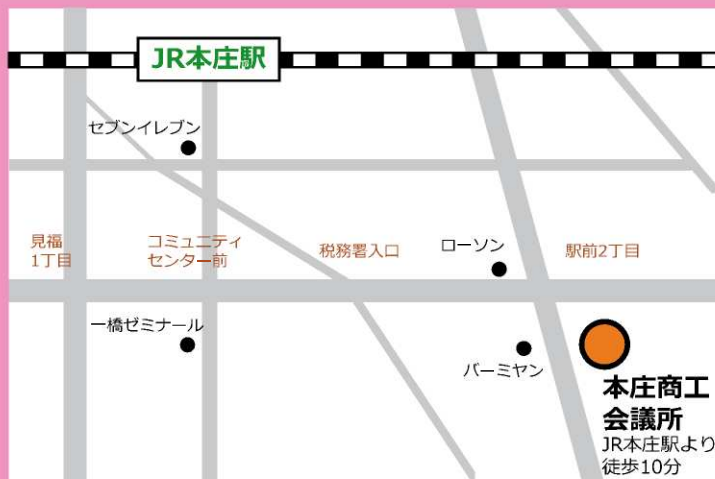 JR本庄駅
セブンイレブン
見福
1丁目
コミュニティ
センター前
税務署入口
ローソン
駅前2丁目
一橋ゼミナール
バーミヤン
本庄商工
会議所
JR本庄駅より
徒歩10分